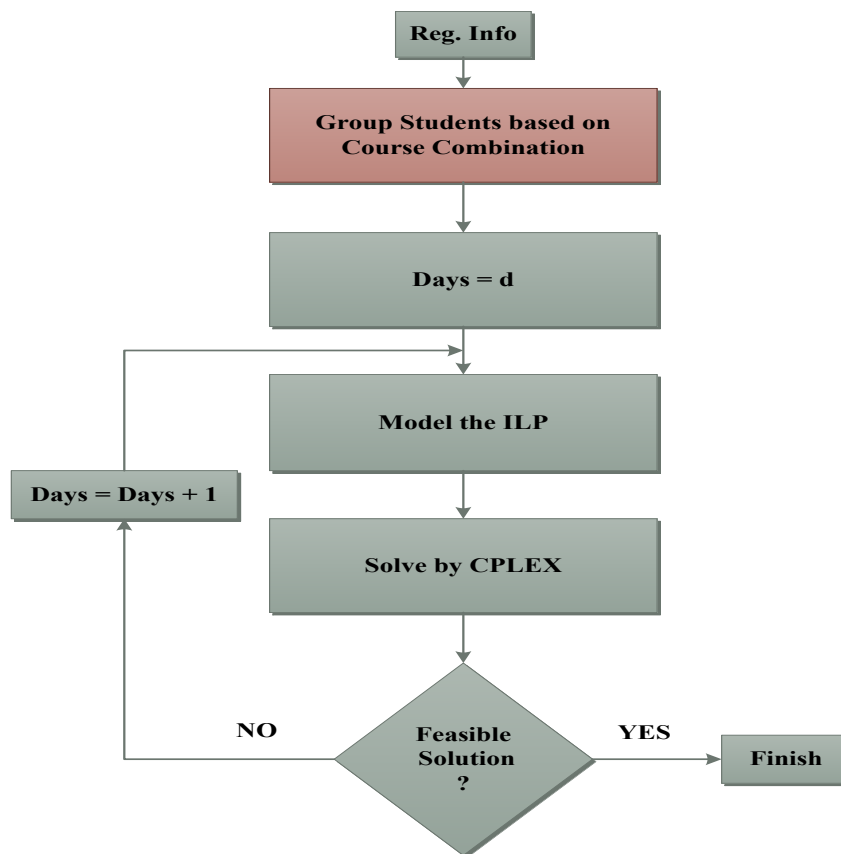 Reg. Info
Group Students based on
Course Combination
Days = d
Model the ILP
Days = Days + 1
Solve by CPLEX
NO
Feasible
Solution
?
YES
Finish